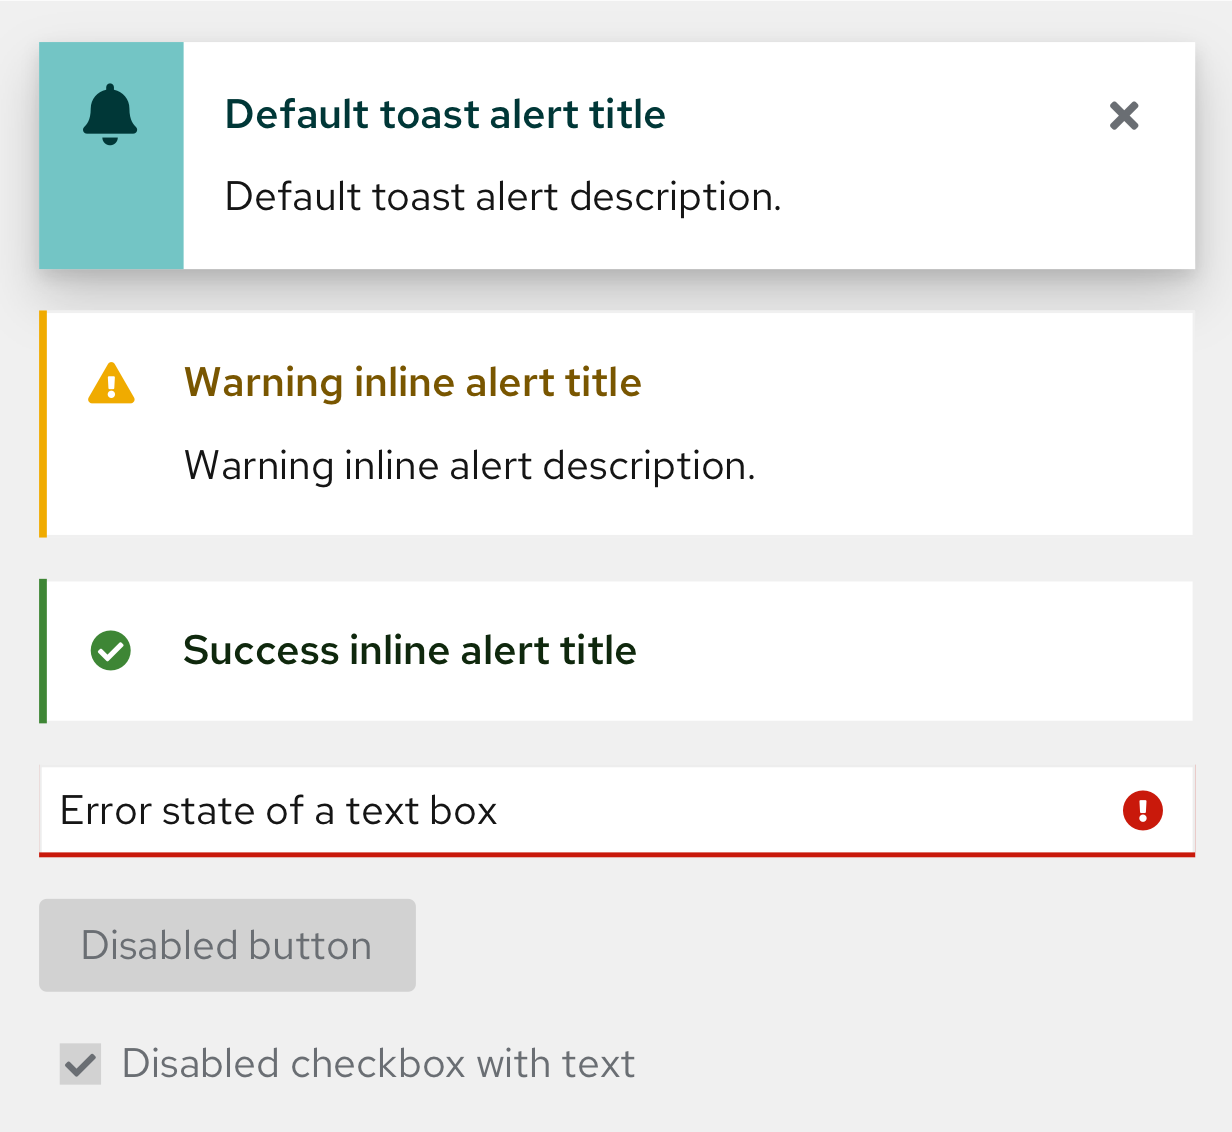 Default toast alert title
Default toast alert description.
Warning inline alert title
Warning inline alert description.
Success inline alert title
Error state of a text box
Disabled button
Disabled checkbox with text